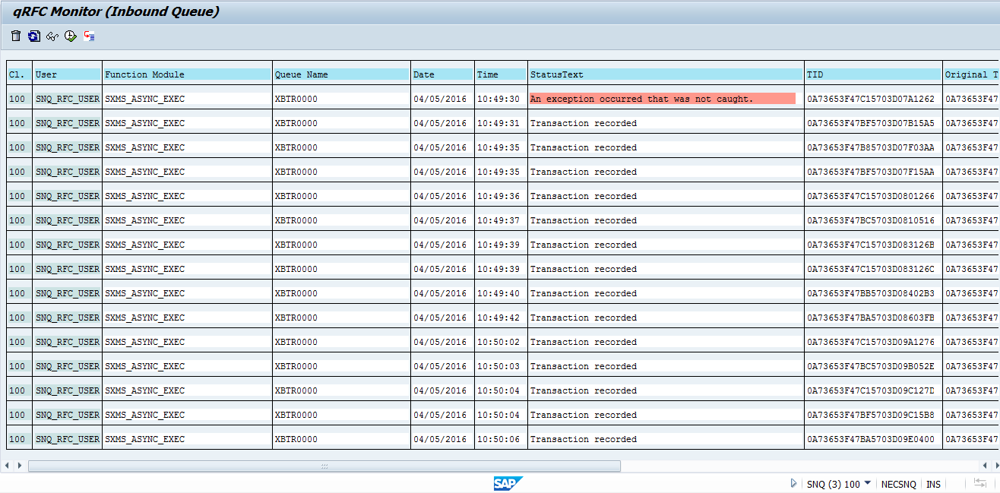 qRFC Monitor (Inbound Queue)
Cl. User Function Module Queue Name Date Time StatusText TID Original T
100 SNQ_RFC_USER SXMS_ASYNC_EXEC XBTR0000 04/05/2016 10:49:30 An exception occurred that was not caught. 0A73653F47C15703D07A1262 0A73653F47
100 SNQ_RFC_USER SXMS_ASYNC_EXEC XBTR0000 04/05/2016 10:49:31 Transaction recorded 0A73653F47BF5703D07B15A5 0A73653F47
100 SNQ_RFC_USER SXMS_ASYNC_EXEC XBTR0000 04/05/2016 10:49:35 Transaction recorded 0A73653F47B85703D07F03AA 0A73653F47
100 SNQ_RFC_USER SXMS_ASYNC_EXEC XBTR0000 04/05/2016 10:49:35 Transaction recorded 0A73653F47BF5703D07F15AA 0A73653F47
100 SNQ_RFC_USER SXMS_ASYNC_EXEC XBTR0000 04/05/2016 10:49:36 Transaction recorded 0A73653F47C15703D0801266 0A73653F47
100 SNQ_RFC_USER SXMS_ASYNC_EXEC XBTR0000 04/05/2016 10:49:37 Transaction recorded 0A73653F47BC5703D0810516 0A73653F47
100 SNQ_RFC_USER SXMS_ASYNC_EXEC XBTR0000 04/05/2016 10:49:39 Transaction recorded 0A73653F47C15703D083126B 0A73653F47
100 SNQ_RFC_USER SXMS_ASYNC_EXEC XBTR0000 04/05/2016 10:49:39 Transaction recorded 0A73653F47C15703D083126C 0A73653F47
100 SNQ_RFC_USER SXMS_ASYNC_EXEC XBTR0000 04/05/2016 10:49:40 Transaction recorded 0A73653F47BB5703D08402B3 0A73653F47
100 SNQ_RFC_USER SXMS_ASYNC_EXEC XBTR0000 04/05/2016 10:49:42 Transaction recorded 0A73653F47BA5703D08603FB 0A73653F47
100 SNQ_RFC_USER SXMS_ASYNC_EXEC XBTR0000 04/05/2016 10:50:02 Transaction recorded 0A73653F47C15703D09A1276 0A73653F47
100 SNQ_RFC_USER SXMS_ASYNC_EXEC XBTR0000 04/05/2016 10:50:03 Transaction recorded 0A73653F47BC5703D09B052E 0A73653F47
100 SNQ_RFC_USER SXMS_ASYNC_EXEC XBTR0000 04/05/2016 10:50:04 Transaction recorded 0A73653F47C15703D09C127D 0A73653F47
100 SNQ_RFC_USER SXMS_ASYNC_EXEC XBTR0000 04/05/2016 10:50:04 Transaction recorded 0A73653F47BF5703D09C15B8 0A73653F47
100 SNQ_RFC_USER SXMS_ASYNC_EXEC XBTR0000 04/05/2016 10:50:06 Transaction recorded 0A73653F47BA5703D09E0400 0A73653F47
SAP SNQ (3) 100 NECSNQ INS